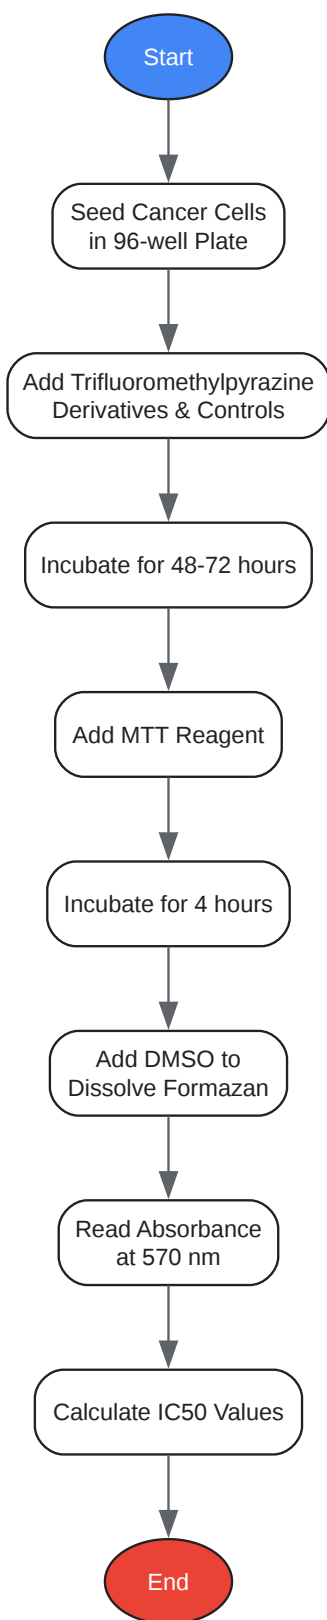 Start
Seed Cancer Cells
in 96-well Plate
Add Trifluoromethylpyrazine
Derivatives & Controls
Incubate for 48-72 hours
Add MTT Reagent
Incubate for 4 hours
Add DMSO to
Dissolve Formazan
Read Absorbance
at 570 nm
Calculate IC50 Values
End